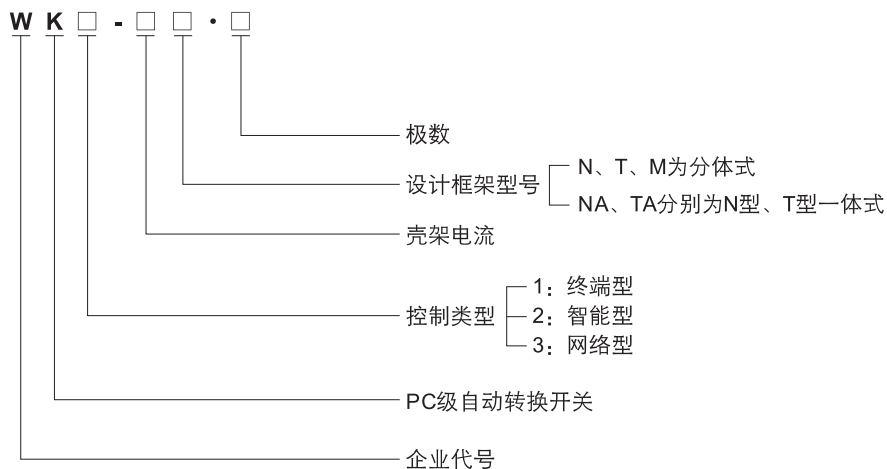 WK□-□□·□
极数
设计框架型号
N、T、M为分体式
NA、TA分别为N型、T型一体式
壳架电流
控制类型
1：终端型
2：智能型
3：网络型
PC级自动转换开关
企业代号